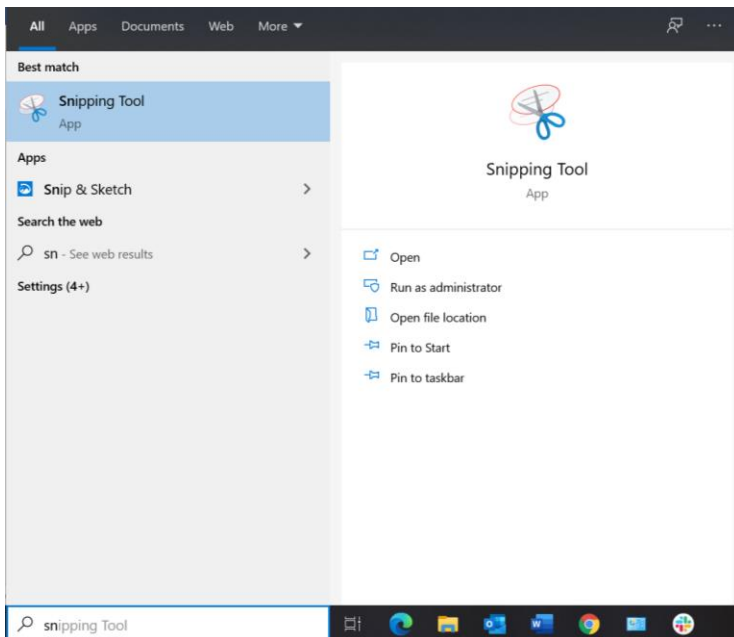 All Apps Documents Web More
Best match
Snipping Tool
App
Apps
Snip & Sketch
Search the web
sn - See web results
Settings (4+)
Snipping Tool
App
Open
Run as administrator
Open file location
Pin to Start
Pin to taskbar
snipping Tool